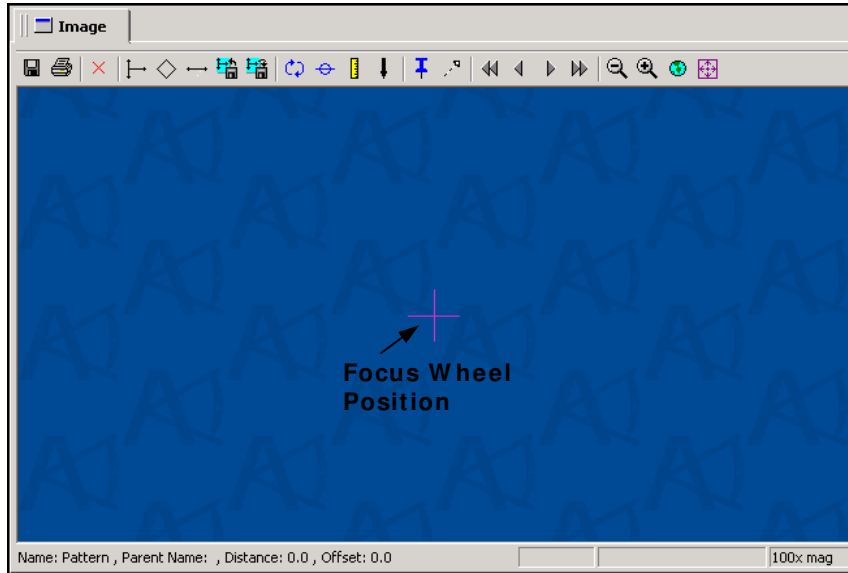 Image
Focus Wheel
Position
Name: Pattern , Parent Name:  , Distance: 0.0 , Offset: 0.0
100x mag